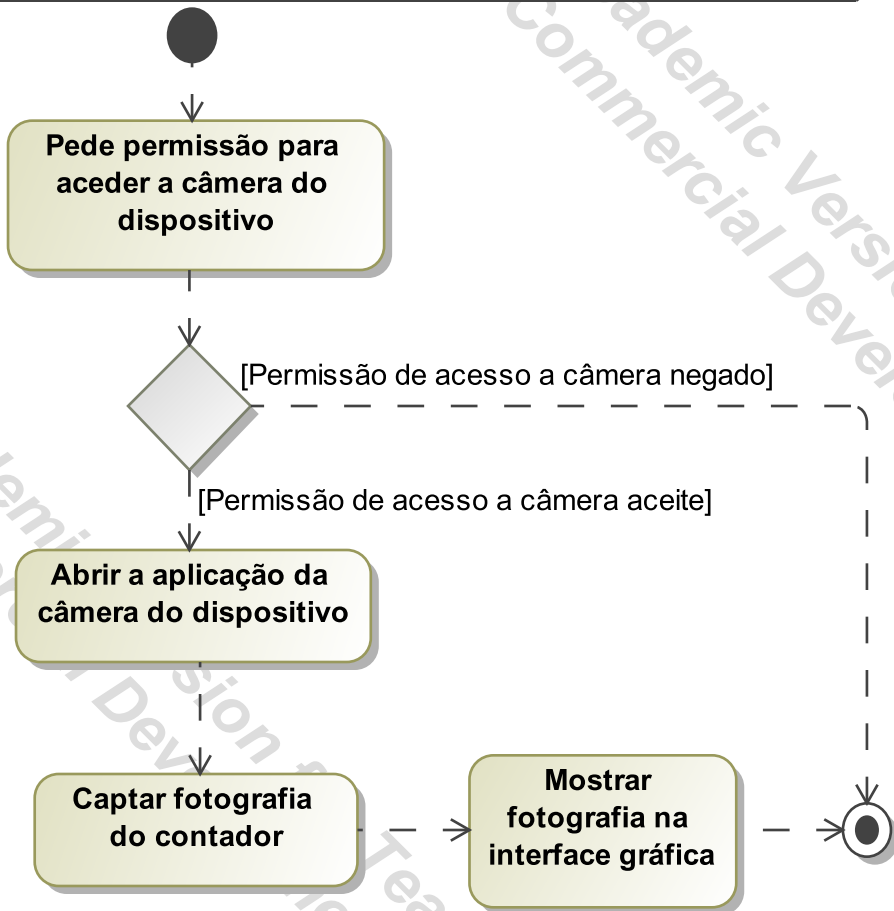 Pede permissão para
aceder a câmera do
dispositivo
[Permissão de acesso a câmera negado]
[Permissão de acesso a câmera aceite]
Abrir a aplicação da
câmera do dispositivo
Captar fotografia
do contador
Mostrar
fotografia na
interface gráfica
Commercial